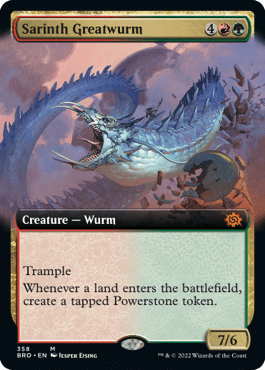 Sarinth Greatwurm 4
Creature — Wurm
Trample
Whenever a land enters the battlefield,
create a tapped Powerstone token.
7/6
358 M
BRO • EN Jesper Ejsing
™ & © 2022 Wizards of the Coast